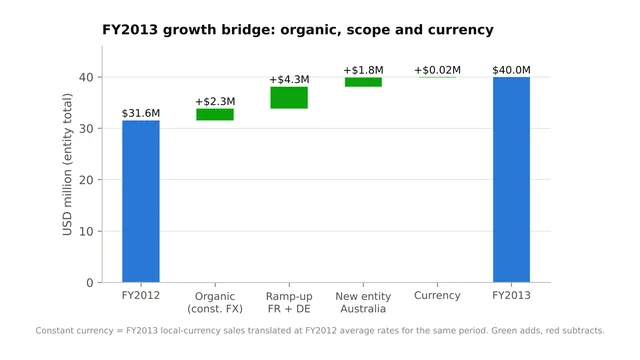 FY2013 growth bridge: organic, scope and currency
USD million (entity total)
40
30
20
10
0
$31.6M
+$2.3M
+$4.3M
+$1.8M
+$0.02M
$40.0M
FY2012
Organic
(const. FX)
Ramp-up
FR + DE
New entity
Australia
Currency
FY2013
Constant currency = FY2013 local-currency sales translated at FY2012 average rates for the same period. Green adds, red subtracts.